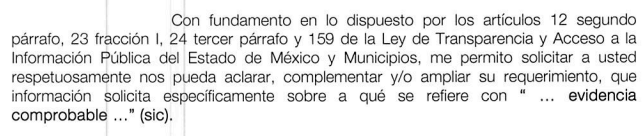 Con fundamento en lo dispuesto por los artículos 12 segundo
párrafo, 23 fracción I, 24 tercer párrafo y 159 de la Ley de Transparencia y Acceso a la
Información Pública del Estado de México y Municipios, me permito solicitar a usted
respetuosamente nos pueda aclarar, complementar y/o ampliar su requerimiento, que
información solicita específicamente sobre a qué se refiere con “ ... evidencia
comprobable ...” (sic).